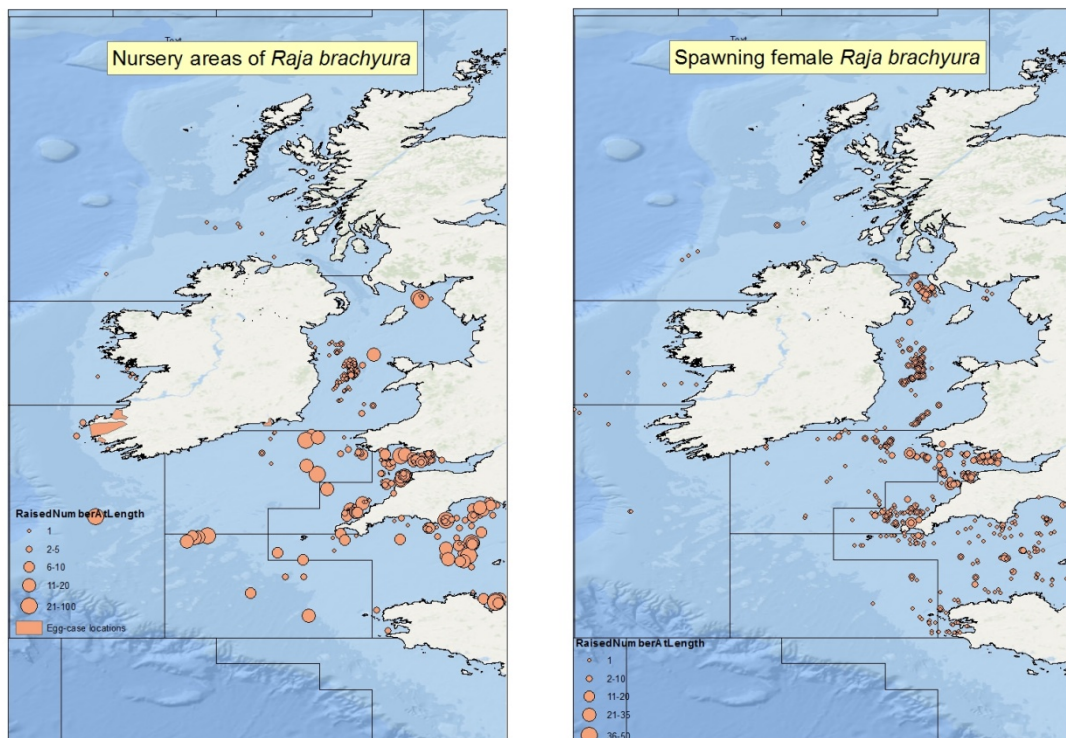 Nursery areas of Raja brachyura
RaisedNumberAtLength
1
2-5
6-10
11-20
21-100
Egg-case locations
Spawning female Raja brachyura
RaisedNumberAtLength
1
2-10
11-20
21-35
36-50